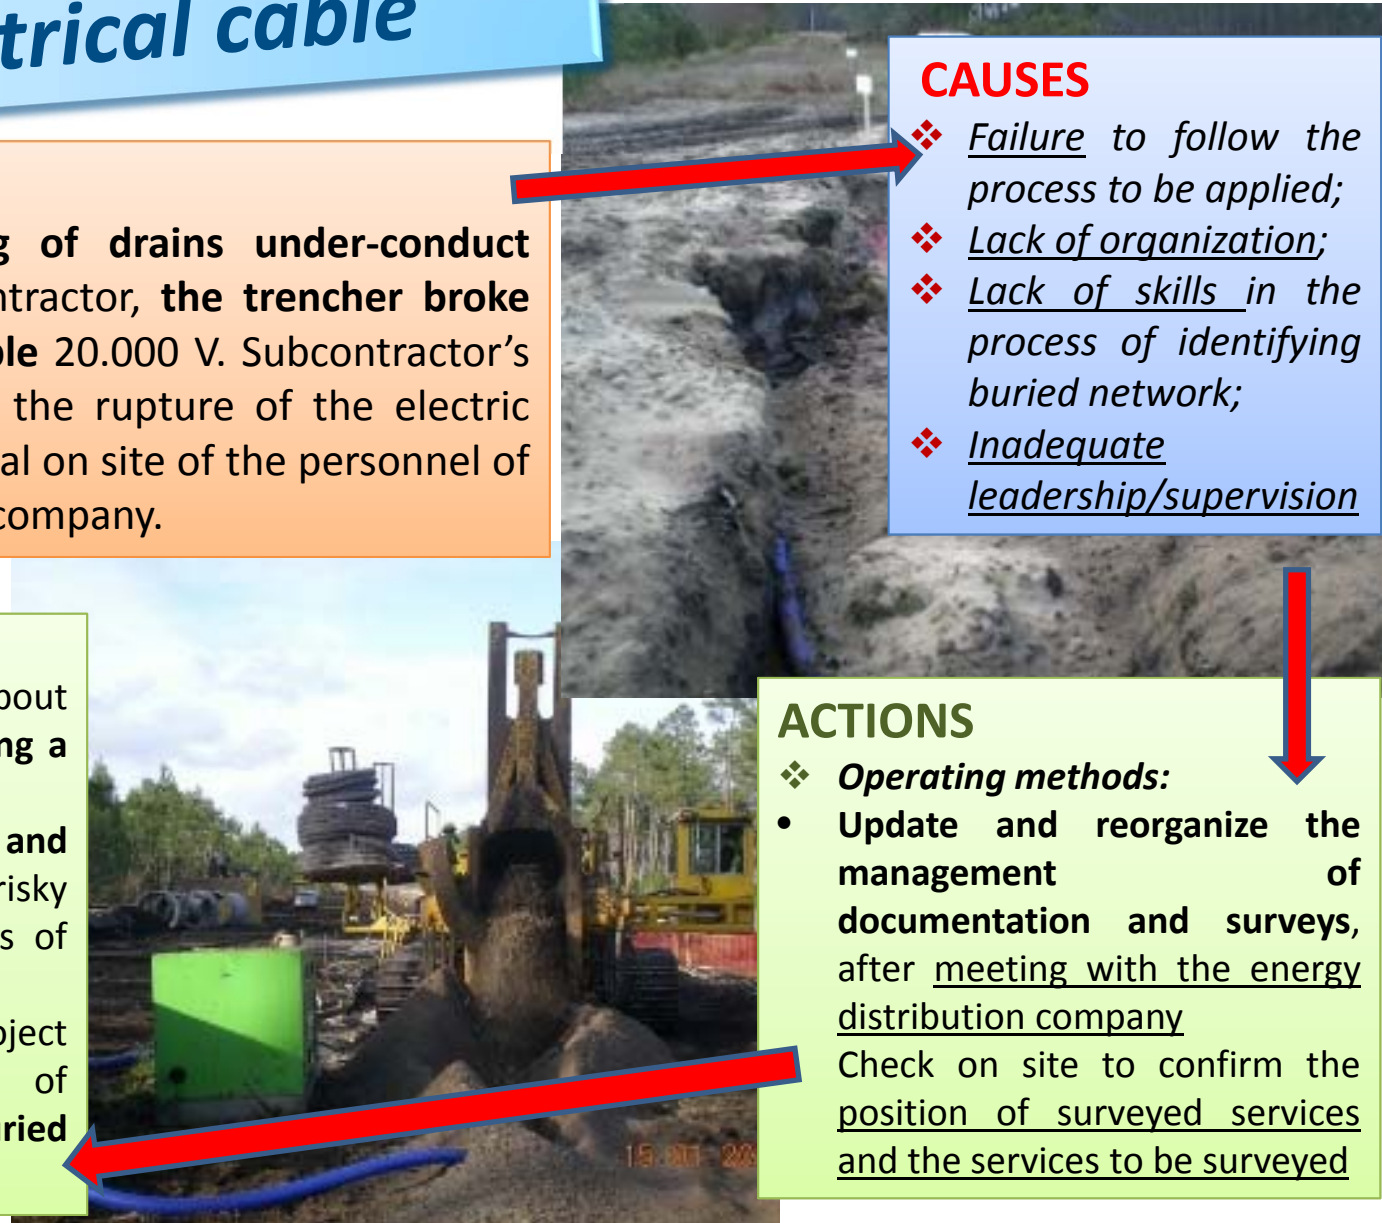 trical cable
CAUSES
❖ Failure to follow the
process to be applied;
❖ Lack of organization;
❖ Lack of skills in the
process of identifying
buried network;
❖ Inadequate
leadership/supervision
g of drains under-conduct
ntractor, the trencher broke
ble 20.000 V. Subcontractor’s
the rupture of the electric
al on site of the personnel of
company.
bout
ng a
and
risky
s of
oject
of
uried
ACTIONS
❖ Operating methods:
• Update and reorganize the
management of
documentation and surveys,
after meeting with the energy
distribution company
Check on site to confirm the
position of surveyed services
and the services to be surveyed